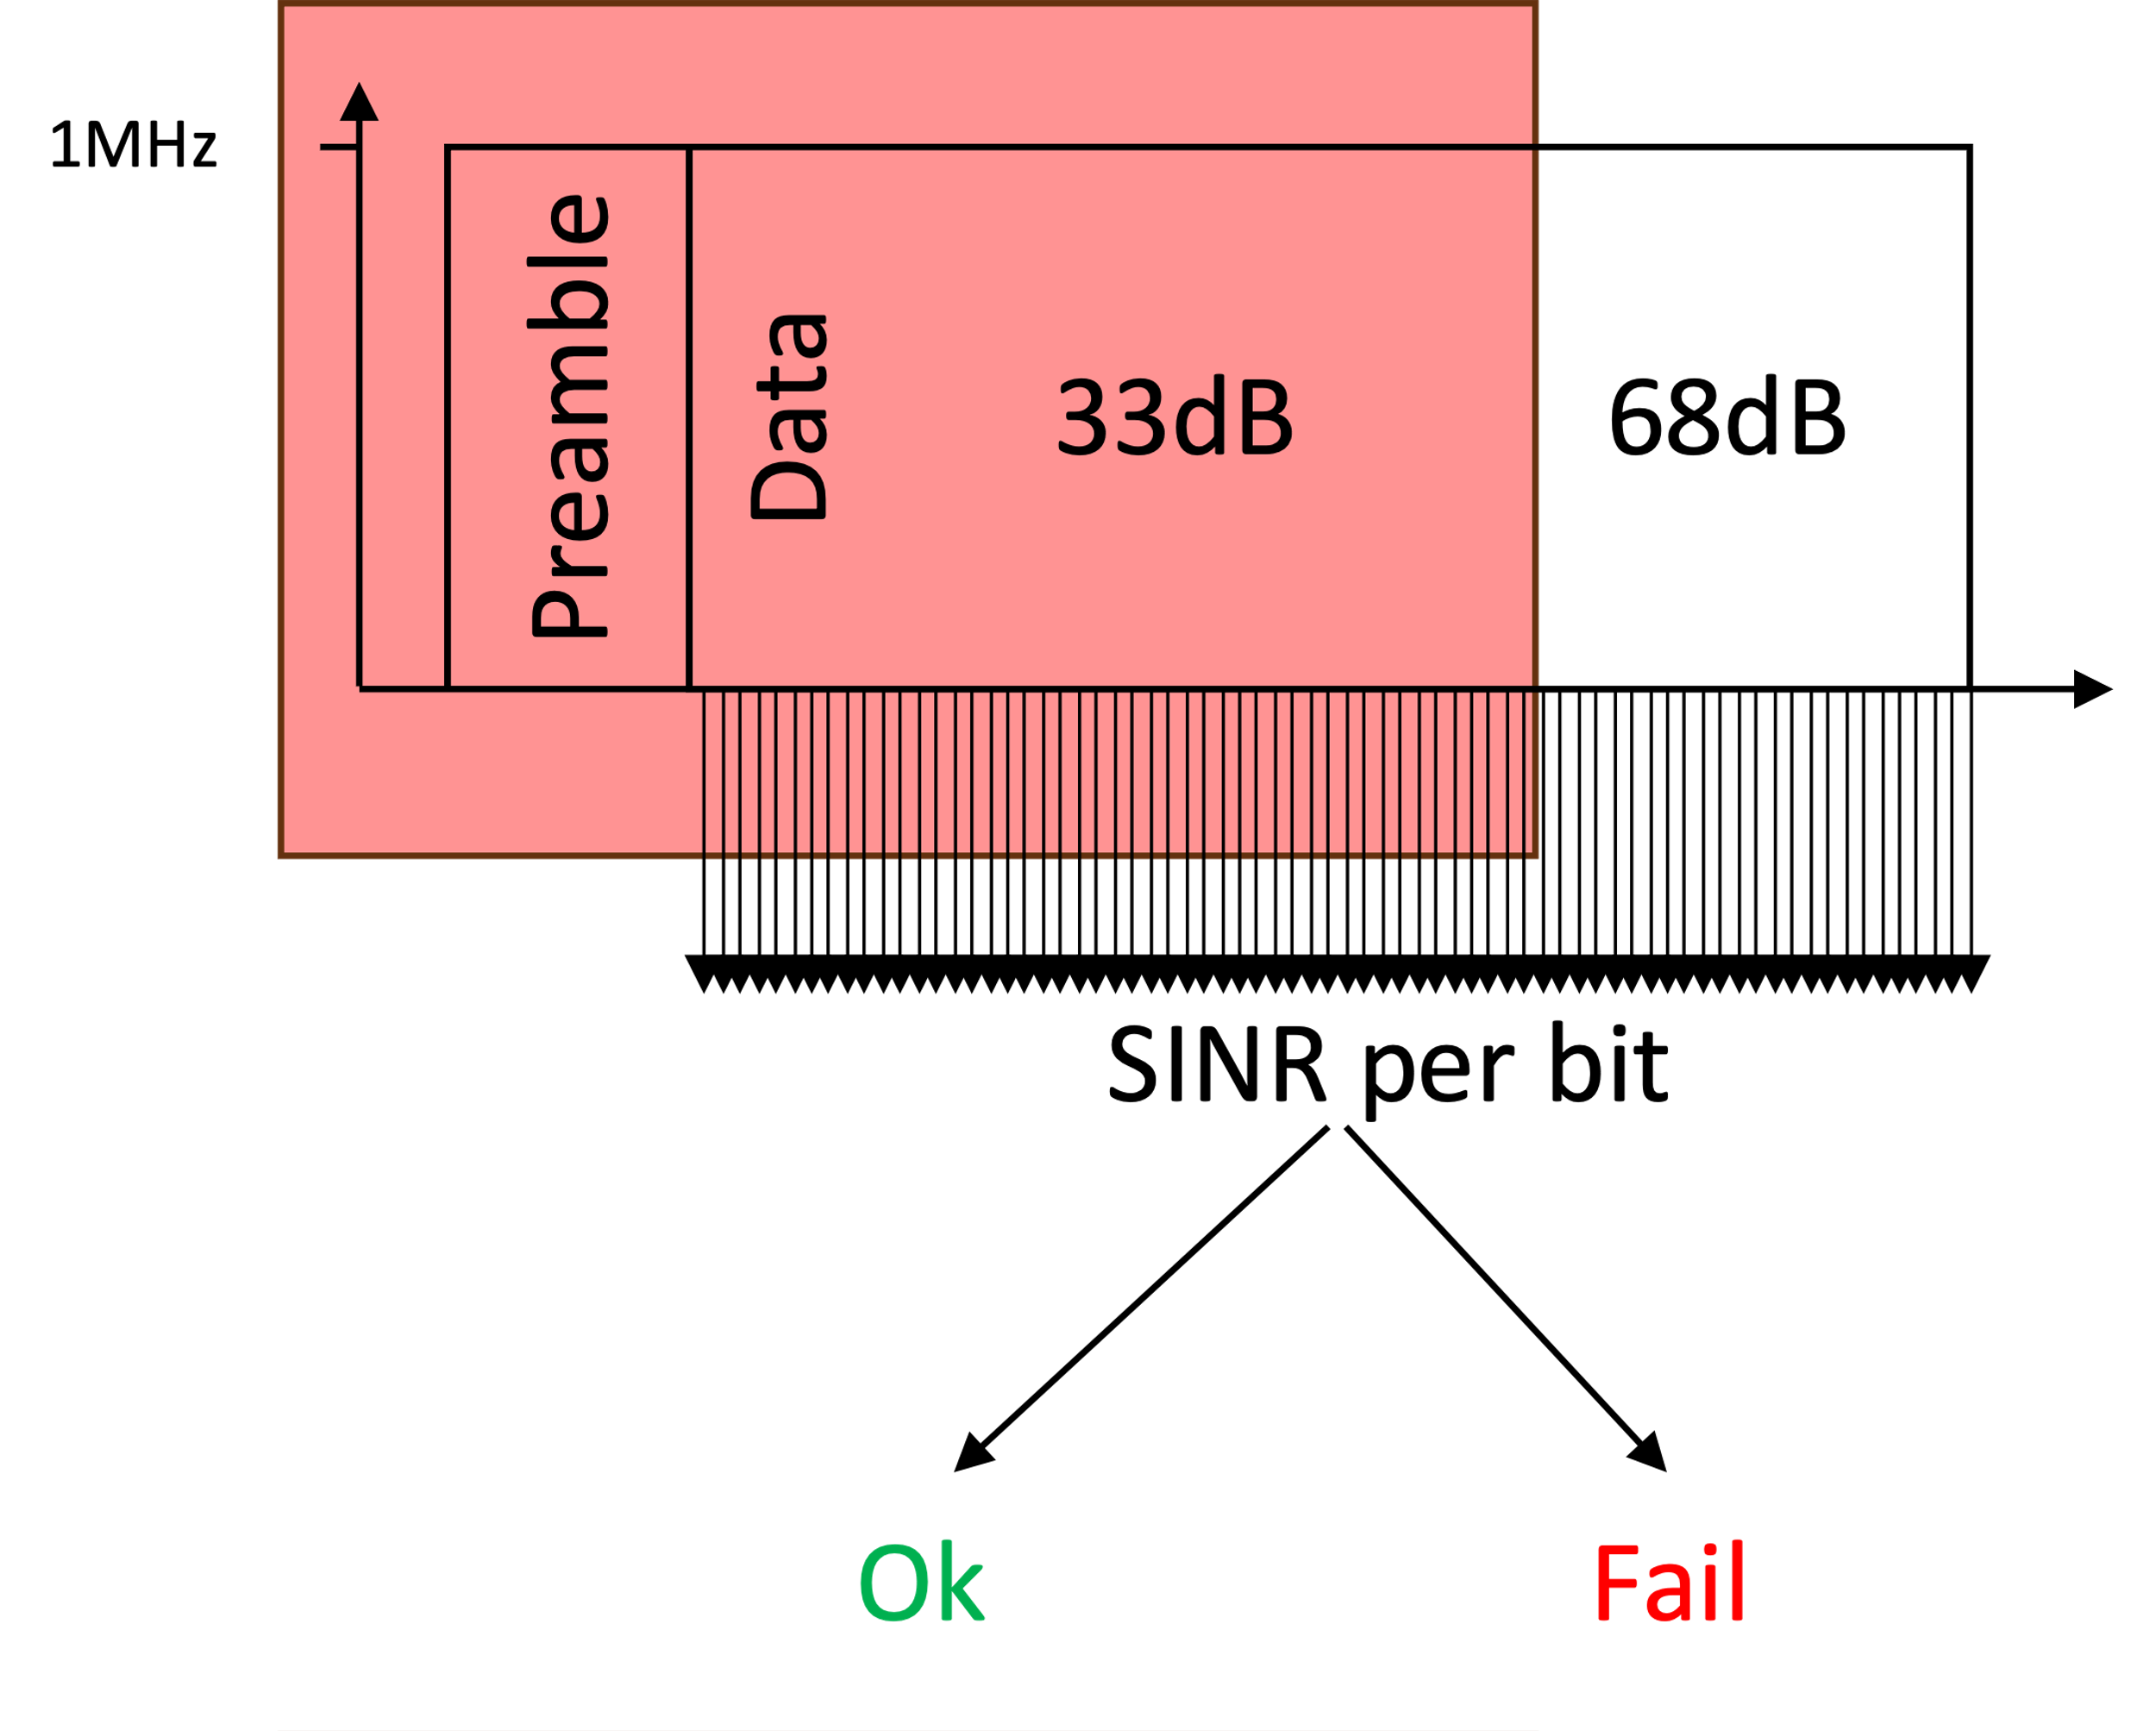 1MHz
Preamble
Data
33dB
68dB
SINR per bit
Ok
Fail